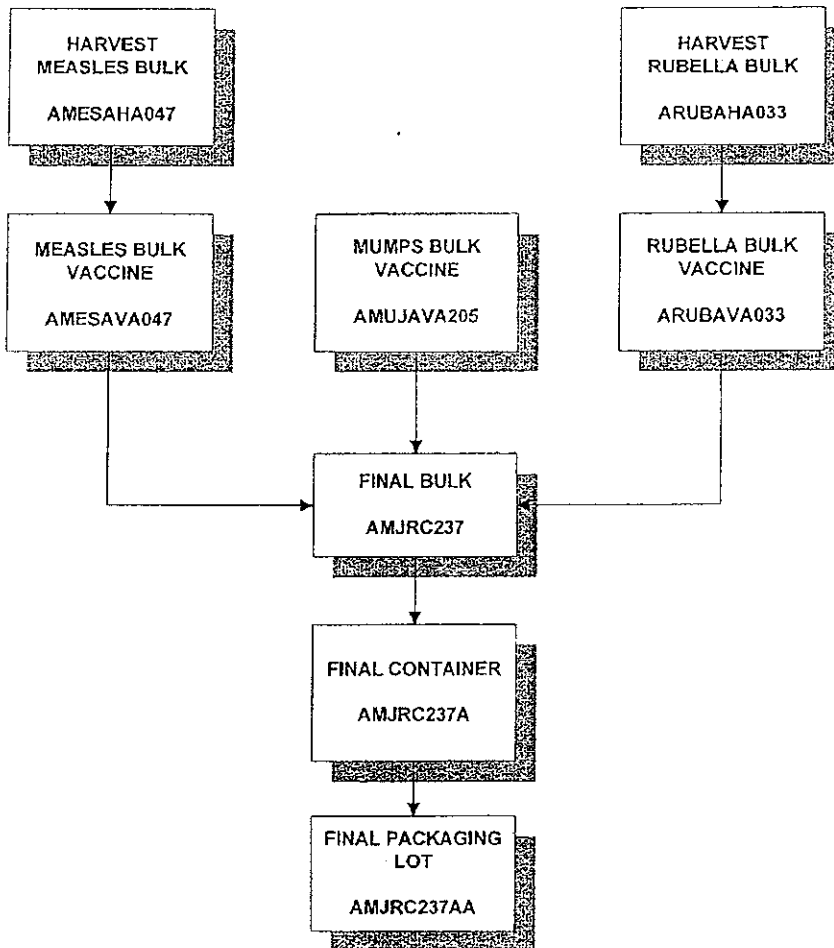 HARVEST
MEASLES BULK
AMESAHA047
HARVEST
RUBELLA BULK
ARUBAHA033
MEASLES BULK
VACCINE
AMESAVA047
MUMPS BULK
VACCINE
AMUJAVA205
RUBELLA BULK
VACCINE
ARUBAVA033
FINAL BULK
AMJRC237
FINAL CONTAINER
AMJRC237A
FINAL PACKAGING
LOT
AMJRC237AA